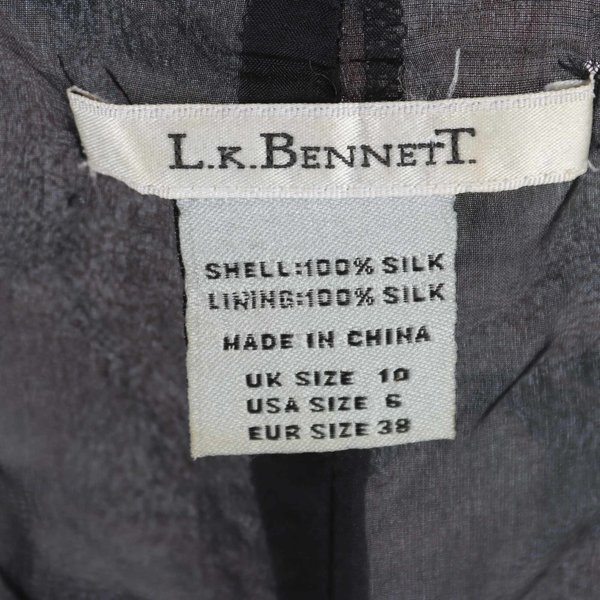 L.K.BENNETT.
SHELL:100% SILK
LINING:100% SILK
MADE IN CHINA
UK SIZE 10
USA SIZE 6
EUR SIZE 38